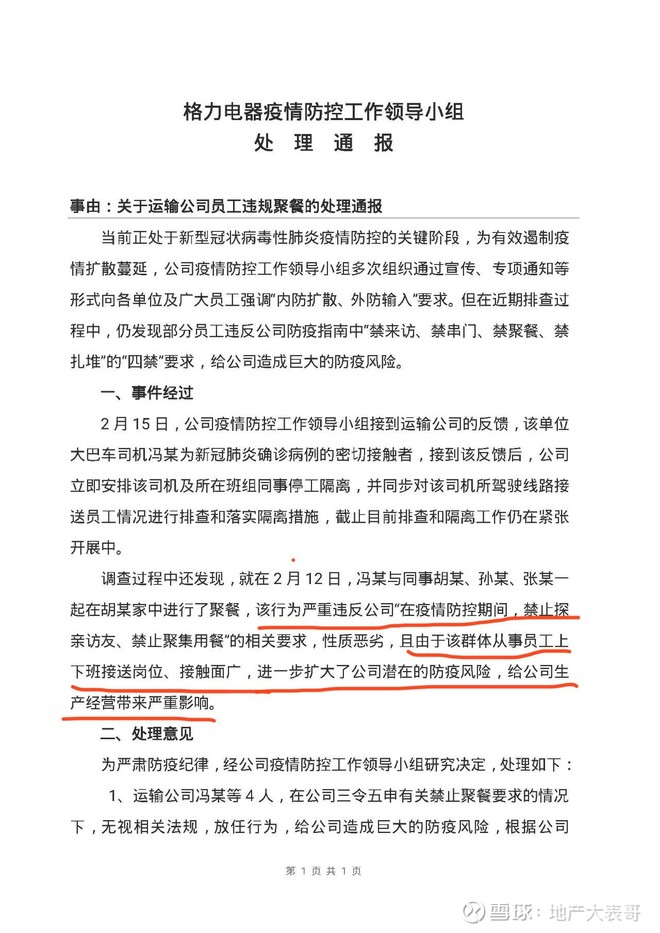 格力电器疫情防控工作领导小组
处 理 通 报
事由：关于运输公司员工违规聚餐的处理通报
当前正处于新型冠状病毒性肺炎疫情防控的关键阶段，为有效遏制疫
情扩散蔓延，公司疫情防控工作领导小组多次组织通过宣传、专项通知等
形式向各单位及广大员工强调“内防扩散、外防输入”要求。但在近期排查过
程中，仍发现部分员工违反公司防疫指南中“禁来访、禁串门、禁聚餐、禁
扎堆”的“四禁”要求，给公司造成巨大的防疫风险。
一、事件经过
2 月 15 日，公司疫情防控工作领导小组接到运输公司的反馈，该单位
大巴车司机冯某为新冠肺炎确诊病例的密切接触者，接到该反馈后，公司
立即安排该司机及所在班组同事停工隔离，并同步对该司机所驾驶线路接
送员工情况进行排查和落实隔离措施，截止目前排查和隔离工作仍在紧张
开展中。
调查过程中还发现，就在 2 月 12 日，冯某与同事胡某、孙某、张某一
起在胡某家中进行了聚餐，该行为严重违反公司“在疫情防控期间，禁止探
亲访友、禁止聚集用餐”的相关要求，性质恶劣，且由于该群体从事员工上
下班接送岗位、接触面广，进一步扩大了公司潜在的防疫风险，给公司生
产经营带来严重影响。
二、处理意见
为严肃防疫纪律，经公司疫情防控工作领导小组研究决定，处理如下：
1、运输公司冯某等 4 人，在公司三令五申有关禁止聚餐要求的情况
下，无视相关法规，放任行为，给公司造成巨大的防疫风险，根据公司
第 1 页 共 1 页
雪球：地产大表哥